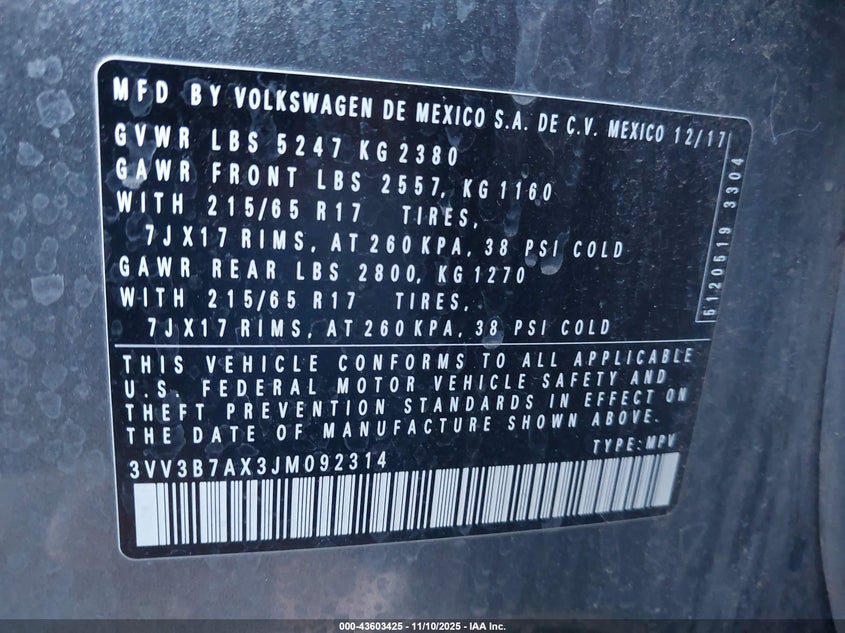 MFD BY VOLKSWAGEN DE MEXICO S.A. DE C.V. MEXICO 12/17
GVWR LBS 5247 KG 2380
GAWR FRONT LBS 2557, KG 1160
WITH 215/65 R17 TIRES,
7JX17 RIMS, AT 260 KPA, 38 PSI COLD
GAWR REAR LBS 2800, KG 1270
WITH 215/65 R17 TIRES,
7JX17 RIMS, AT 260 KPA, 38 PSI COLD
5120519 3304
THIS VEHICLE CONFORMS TO ALL APPLICABLE
U.S. FEDERAL MOTOR VEHICLE SAFETY AND
THEFT PREVENTION STANDARDS IN EFFECT ON
THE DATE OF MANUFACTURE SHOWN ABOVE.
TYPE: MPV
3VV3B7AX3JM092314
000-43603425 - 11/10/2025 - IAA Inc.